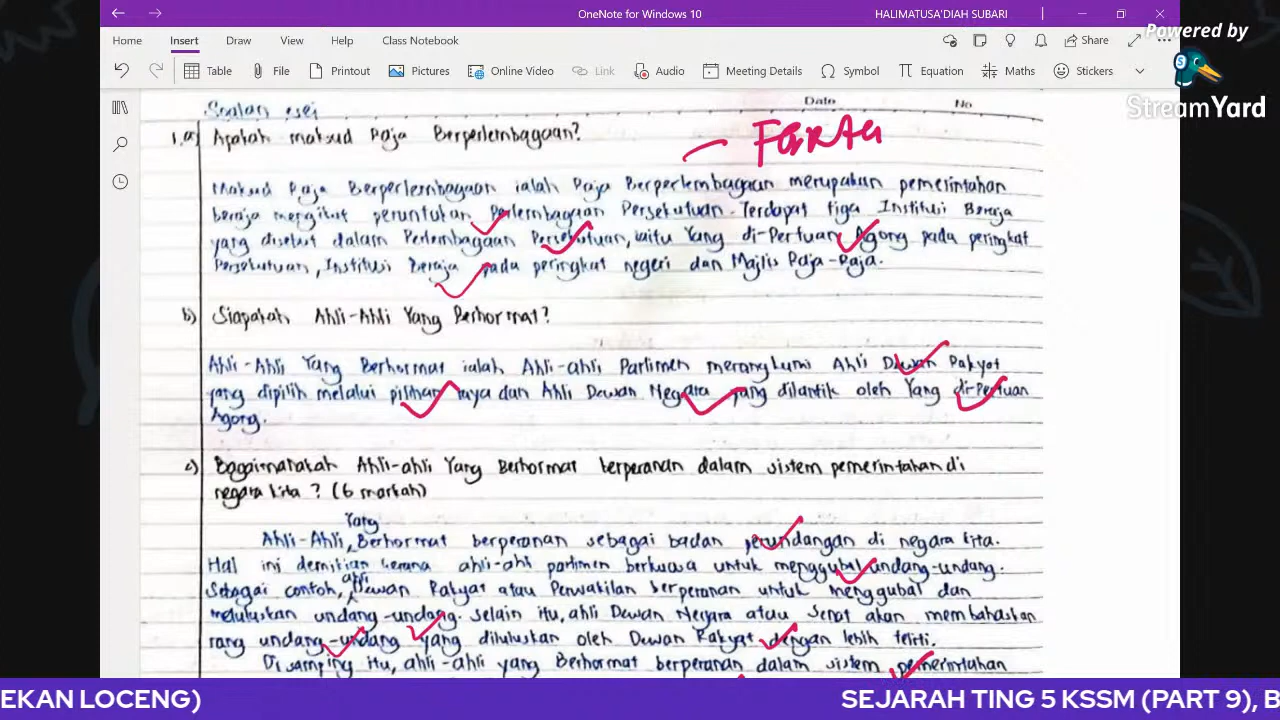 OneNote for Windows 10
HALIMATUSA'DIAH SUBARI
Powered by
StreamYard
Home Insert Draw View Help Class Notebook Share
Table File Printout Pictures Online Video Link Audio Meeting Details Symbol Equation Maths Stickers
Soalan esei
Date No
1.a) Apakah maksud Raja Berperlembagaan?
Maksud Raja Berperlembagaan ialah Raja Berperlembagaan merupakan pemerintahan
beraja mengikut peruntukan Perlembagaan Persekutuan. Terdapat tiga Institusi Beraja
yang disebut dalam Perlembagaan Persekutuan, iaitu Yang di-Pertuan Agong pada peringkat
Persekutuan, Institusi Beraja pada peringkat negeri dan Majlis Raja-Raja.
b) Siapakah Ahli-Ahli Yang Berhormat?
Ahli-Ahli Yang Berhormat ialah Ahli-ahli Parlimen merangkumi Ahli Dewan Rakyat
yang dipilih melalui pilihan raya dan Ahli Dewan Negara yang dilantik oleh Yang di-Pertuan
Agong.
c) Bagaimanakah Ahli-ahli Yang Berhormat berperanan dalam sistem pemerintahan di
negara kita? (6 markah)
Yang
Ahli-Ahli, Berhormat berperanan sebagai badan perundangan di negara kita.
Hal ini demikian kerana ahli-ahli parlimen berkuasa untuk menggubal undang-undang.
ahli
Sebagai contoh, Dewan Rakyat atau Perwakilan berperanan untuk menggubal dan
meluluskan undang-undang. Selain itu, ahli Dewan Negara atau Senat akan membahaskan
rang undang-undang yang diluluskan oleh Dewan Rakyat dengan lebih teliti.
Di samping itu, ahli-ahli yang Berhormat berperanan dalam sistem pemerintahan
EKAN LOCENG) SEJARAH TING 5 KSSM (PART 9), B